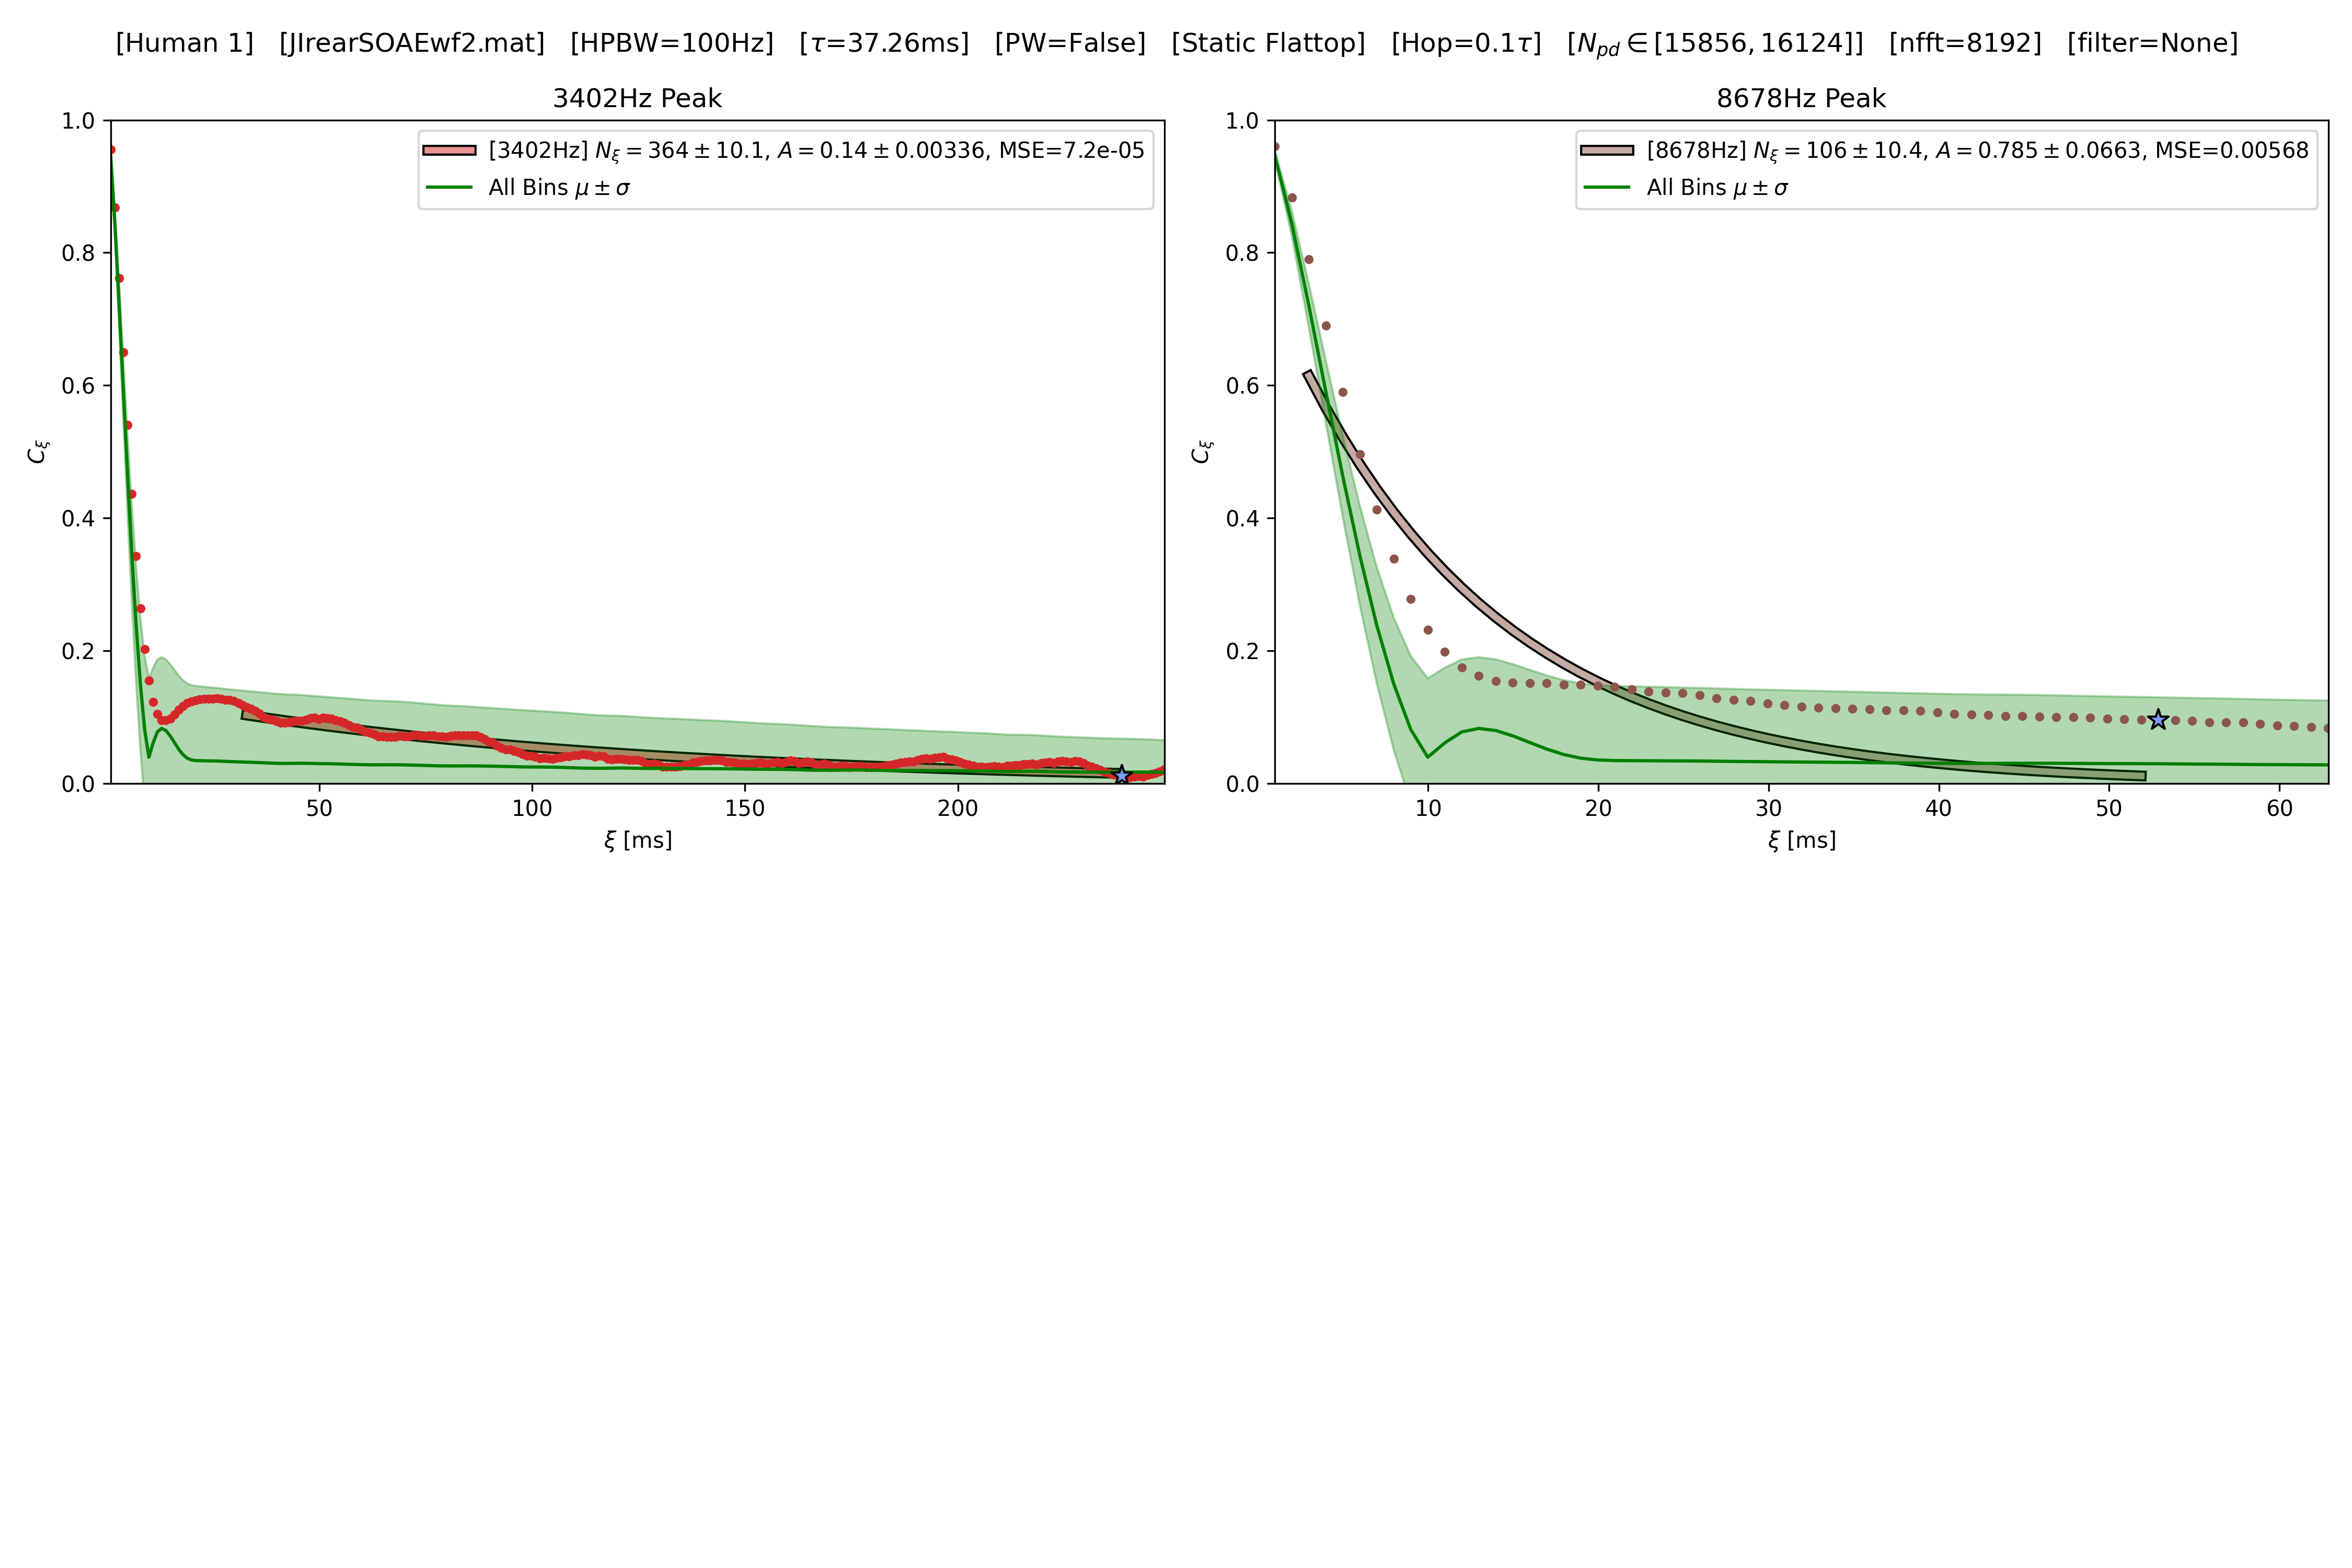 [Human 1] [JIrearSOAEwf2.mat] [HPBW=100Hz] [τ=37.26ms] [PW=False] [Static Flattop] [Hop=0.1τ] [N_pd ∈ [15856, 16124]] [nfft=8192] [filter=None]
3402Hz Peak
1.0
0.8
0.6
0.4
0.2
0.0
C_ξ
[3402Hz] N_ξ = 364 ± 10.1, A = 0.14 ± 0.00336, MSE=7.2e-05
All Bins μ ± σ
50 100 150 200
ξ [ms]
8678Hz Peak
1.0
0.8
0.6
0.4
0.2
0.0
C_ξ
[8678Hz] N_ξ = 106 ± 10.4, A = 0.785 ± 0.0663, MSE=0.00568
All Bins μ ± σ
10 20 30 40 50 60
ξ [ms]